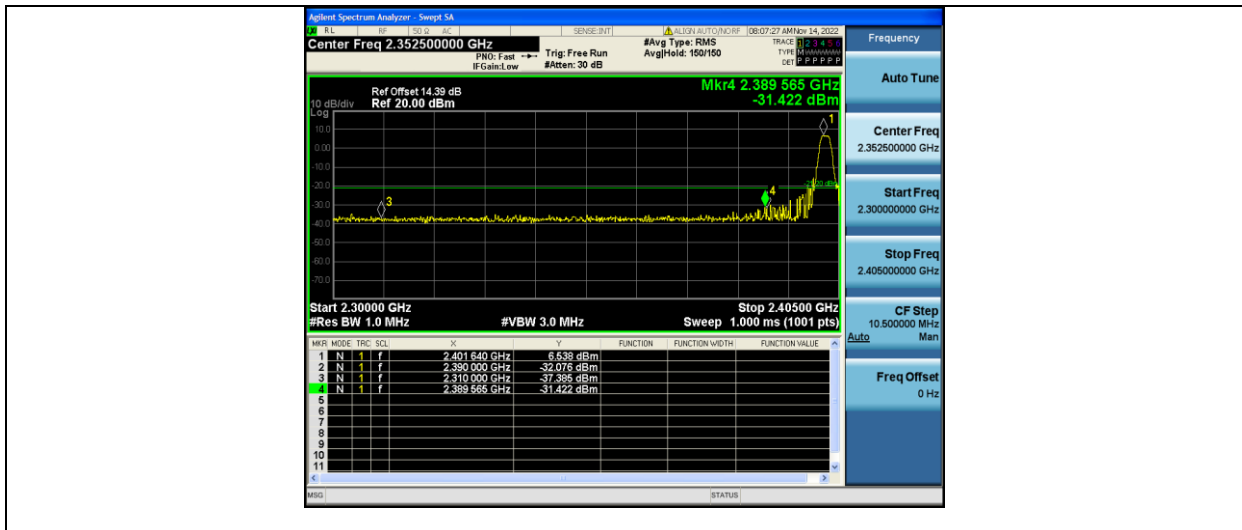 Agilent Spectrum Analyzer - Swept SA
RL RF 50 Ω AC SENSE:INT ALIGN AUTO/NO RF 08:07:27 AM Nov 14, 2022
Center Freq 2.352500000 GHz
PNO: Fast
IFGain:Low
Trig: Free Run
#Atten: 30 dB
#Avg Type: RMS
Avg|Hold: 150/150
TRACE 1 2 3 4 5 6
TYPE M
DET P P P P P P
Ref Offset 14.39 dB
10 dB/div Ref 20.00 dBm
Log
Mkr4 2.389 565 GHz
-31.422 dBm
10.0
0.00
-10.0
-20.0
-30.0
-40.0
-50.0
-60.0
-70.0
1
3
4
Start 2.30000 GHz Stop 2.40500 GHz
#Res BW 1.0 MHz #VBW 3.0 MHz Sweep 1.000 ms (1001 pts)
MKR MODE TRC SCL X Y FUNCTION FUNCTION WIDTH FUNCTION VALUE
1 N 1 f 2.401 640 GHz 6.538 dBm
2 N 1 f 2.390 000 GHz -32.076 dBm
3 N 1 f 2.310 000 GHz -37.385 dBm
4 N 1 f 2.389 565 GHz -31.422 dBm
5
6
7
8
9
10
11
MSG STATUS
Frequency
Auto Tune
Center Freq
2.352500000 GHz
Start Freq
2.300000000 GHz
Stop Freq
2.405000000 GHz
CF Step
10.500000 MHz
Auto Man
Freq Offset
0 Hz